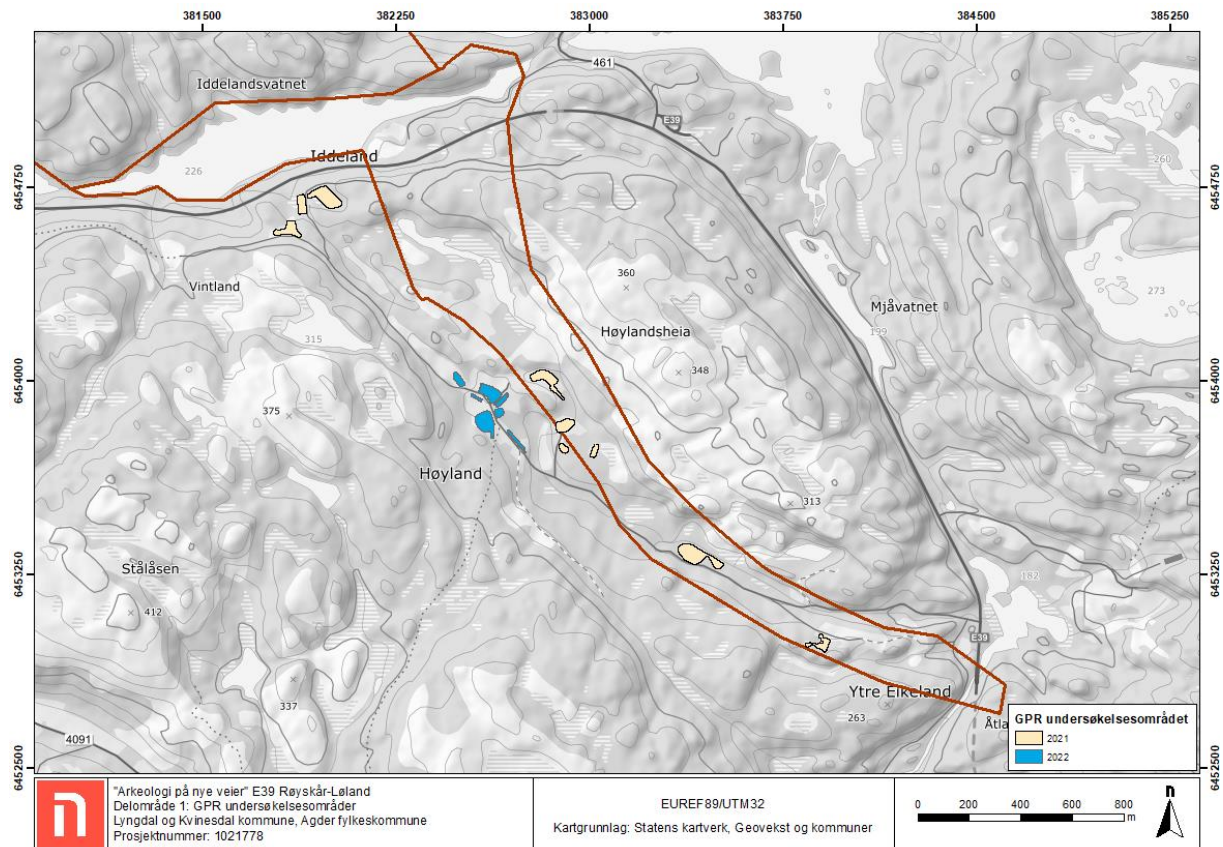 381500 382250 383000 383750 384500 385250
Iddelandsvatnet
461
E39
Iddeland
226
260
6454750
6454750
360
273
Vintland
Mjåvatnet
199
315
Høylandsheia
348
6454000
6454000
375
Høyland
313
Stålåsen
6453250
6453250
182
412
E39
337
Ytre Eikeland
263
Åtla
4091
GPR undersøkelsesområdet
2021
2022
6452500
6452500
n
"Arkeologi på nye veier" E39 Røyskår-Løland
Delområde 1: GPR undersøkelsesområder
Lyngdal og Kvinesdal kommune, Agder fylkeskommune
Prosjektnummer: 1021778
EUREF89/UTM32
Kartgrunnlag: Statens kartverk, Geovekst og kommuner
0 200 400 600 800
m
n